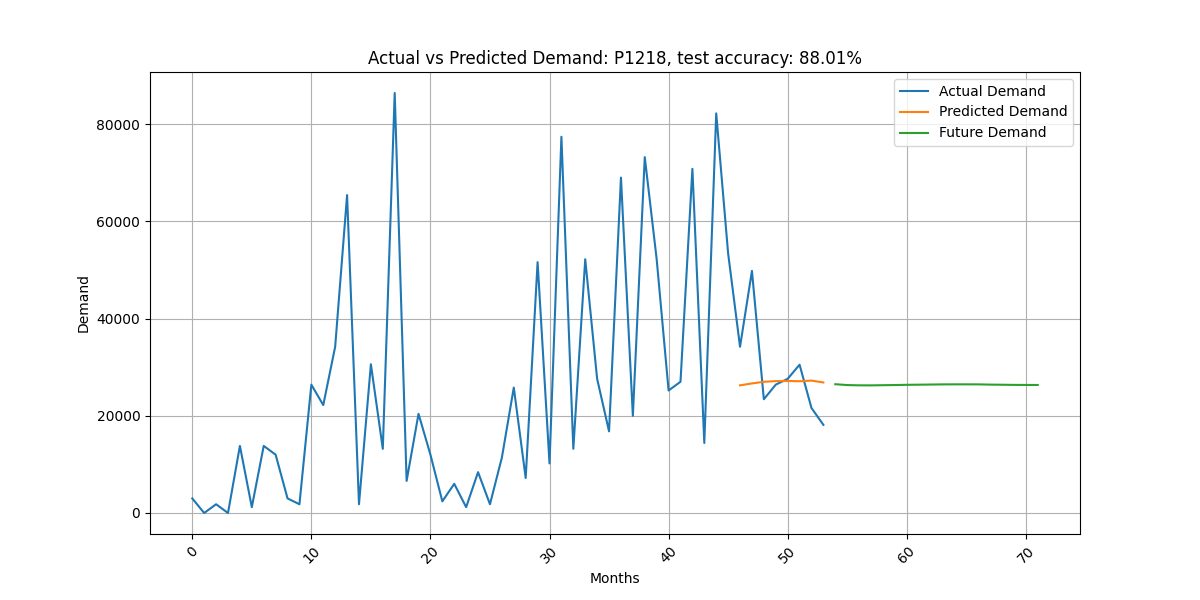 Actual vs Predicted Demand: P1218, test accuracy: 88.01%
Actual Demand
Predicted Demand
Future Demand
80000
60000
40000
20000
0
Demand
0
10
20
30
40
50
60
70
Months